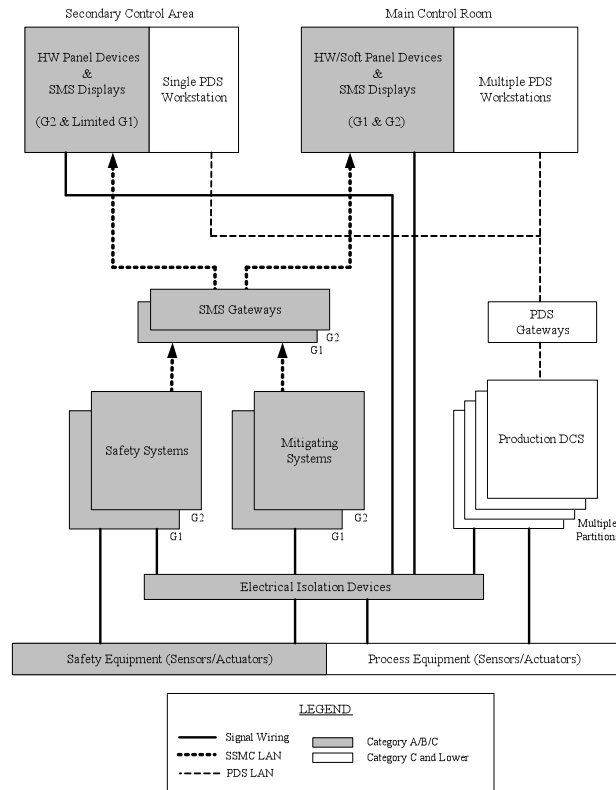 Secondary Control Area
Main Control Room
HW Panel Devices
&
SMS Displays
(G2 & Limited G1)
Single PDS
Workstation
HW/Soft Panel Devices
&
SMS Displays
(G1 & G2)
Multiple PDS
Workstations
SMS Gateways
G2
G1
PDS
Gateways
Safety Systems
G2
G1
Mitigating
Systems
G2
G1
Production DCS
Multiple
Partition
Electrical Isolation Devices
Safety Equipment (Sensors/Actuators)
Process Equipment (Sensors/Actuators)
LEGEND
Signal Wiring
SSMC LAN
PDS LAN
Category A/B/C
Category C and Lower